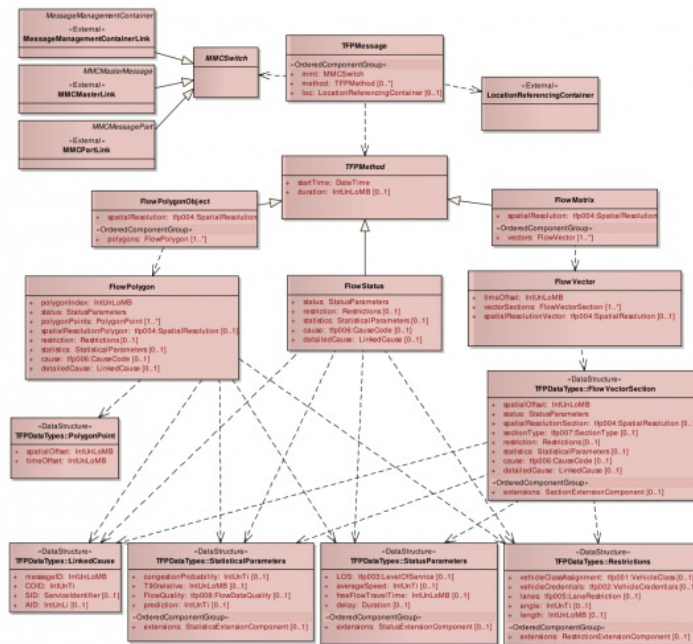 MessageManagementContainer
«External»
MessageManagementContainerLink
MMCMasterMessage
«External»
MMCMasterLink
MMCMessagePart
«External»
MMCPartLink
MMCSwitch
TFPMessage
«OrderedComponentGroup»
+ mmt: MMCSwitch
+ method: TFPMethod [0..*]
+ loc: LocationReferencingContainer [0..1]
«External»
LocationReferencingContainer
TFPMethod
+ startTime: DateTime
+ duration: IntUnLoMB [0..1]
FlowPolygonObject
+ spatialResolution: tfp004:SpatialResolution
«OrderedComponentGroup»
+ polygons: FlowPolygon [1..*]
FlowMatrix
+ spatialResolution: tfp004:SpatialResolution
«OrderedComponentGroup»
+ vectors: FlowVector [1..*]
FlowPolygon
+ polygonIndex: IntUnLoMB
+ status: StatusParameters
+ polygonPoints: PolygonPoint [1..*]
+ spatialResolutionPolygon: tfp004:SpatialResolution [0..1]
+ restriction: Restrictions [0..1]
+ statistics: StatisticalParameters [0..1]
+ cause: tfp006:CauseCode [0..1]
+ detailedCause: LinkedCause [0..1]
FlowStatus
+ status: StatusParameters
+ restriction: Restrictions [0..1]
+ statistics: StatisticalParameters [0..1]
+ cause: tfp006:CauseCode [0..1]
+ detailedCause: LinkedCause [0..1]
FlowVector
+ timeOffset: IntUnLoMB
+ vectorSections: FlowVectorSection [1..*]
+ spatialResolutionVector: tfp004:SpatialResolution [0..1]
«DataStructure»
TFPDataTypes::FlowVectorSection
+ spatialOffset: IntUnLoMB
+ status: StatusParameters
+ spatialResolutionSection: tfp004:SpatialResolution [0..1]
+ sectionType: tfp007:SectionType [0..1]
+ restriction: Restrictions [0..1]
+ statistics: StatisticalParameters [0..1]
+ cause: tfp006:CauseCode [0..1]
+ detailedCause: LinkedCause [0..1]
«OrderedComponentGroup»
+ extensions: SectionExtensionComponent [0..1]
«DataStructure»
TFPDataTypes::PolygonPoint
+ spatialOffset: IntUnLoMB
+ timeOffset: IntUnLoMB
«DataStructure»
TFPDataTypes::LinkedCause
+ messageID: IntUnLoMB
+ COID: IntUnTi
+ SID: ServiceIdentifier [0..1]
+ AID: IntUnLi [0..1]
«DataStructure»
TFPDataTypes::StatisticalParameters
+ congestionProbability: IntUnTi [0..1]
+ TSOrelative: IntUnLoMB [0..1]
+ FlowQuality: tfp008:FlowDataQuality [0..1]
+ prediction: IntUnTi [0..1]
«OrderedComponentGroup»
+ extensions: StatisticsExtensionComponent [0..1]
«DataStructure»
TFPDataTypes::StatusParameters
+ LOS: tfp003:LevelOfService [0..1]
+ averageSpeed: IntUnTi [0..1]
+ freeFlowTravelTime: IntUnLoMB [0..1]
+ delay: Duration [0..1]
«OrderedComponentGroup»
+ extensions: StatusExtensionComponent [0..1]
«DataStructure»
TFPDataTypes::Restrictions
+ vehicleClassAssignment: tfp001:VehicleClass [0..1]
+ vehicleCredentials: tfp002:VehicleCredentials [0..1]
+ lanes: tfp005:LaneRestriction [0..1]
+ angle: IntUnTi [0..1]
+ length: IntUnLoMB [0..1]
«OrderedComponentGroup»
+ extensions: RestrictionExtensionComponent [0..1]